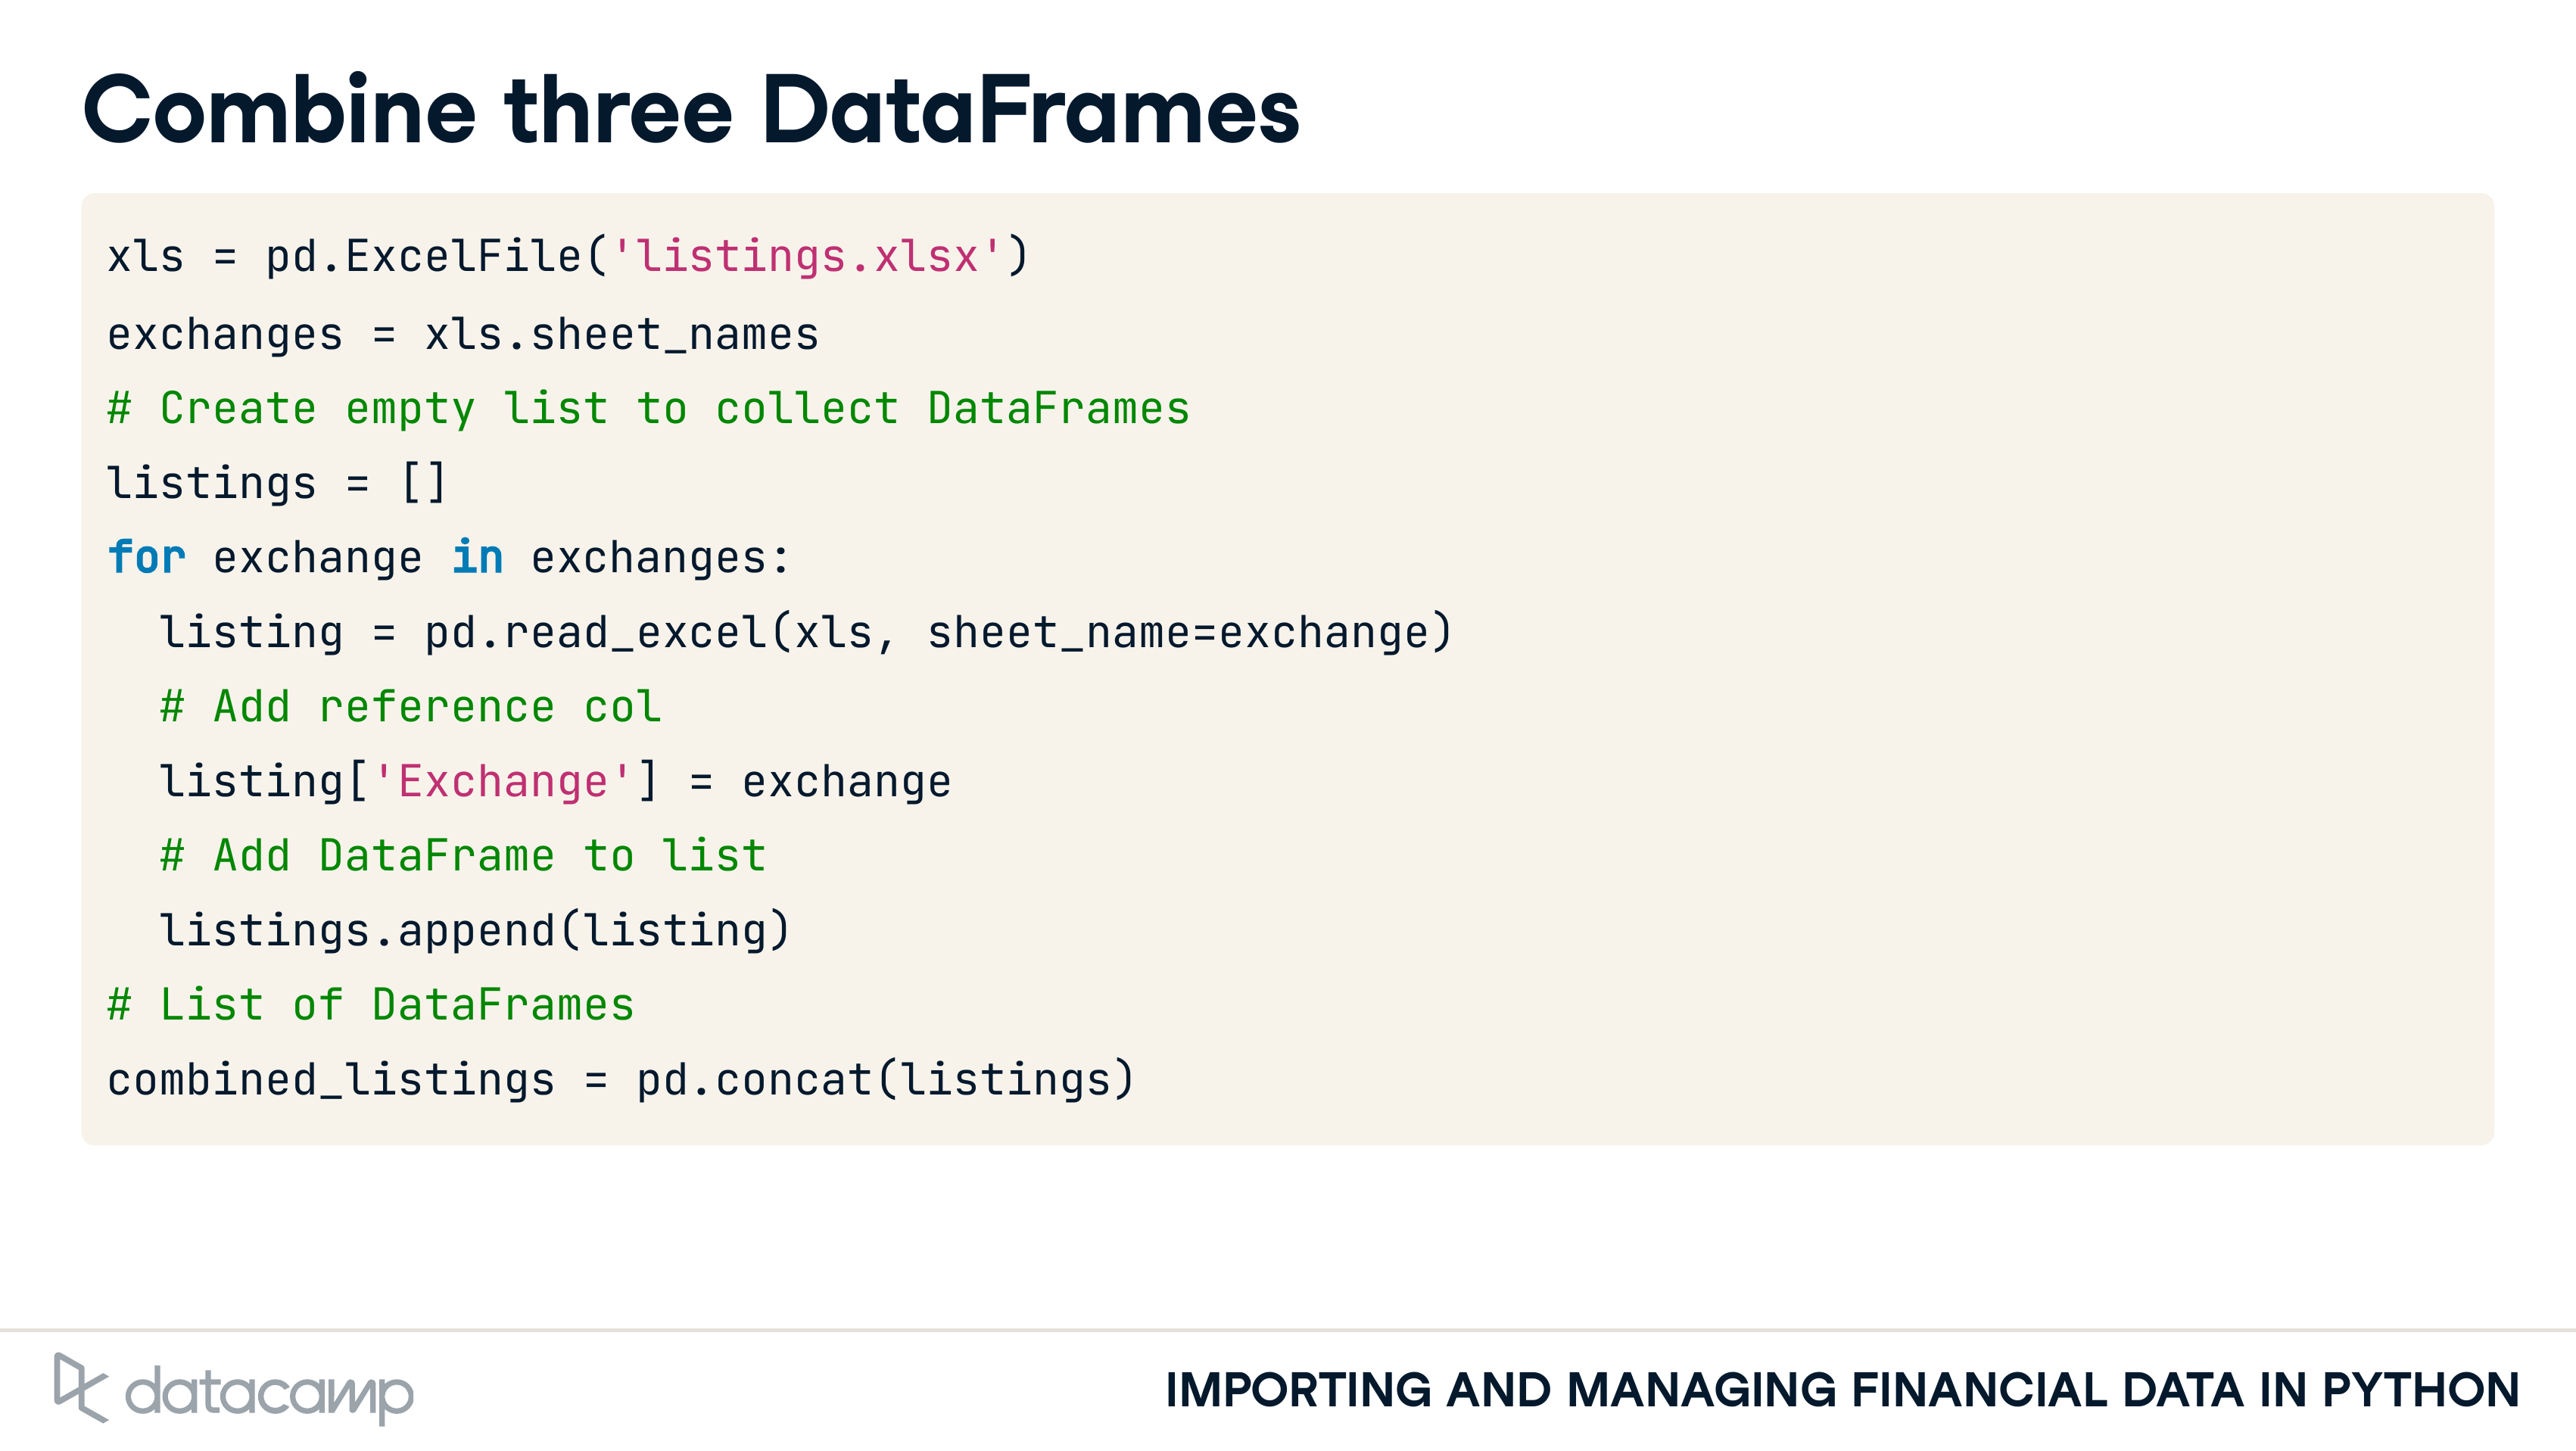 Combine three DataFrames
xls = pd.ExcelFile('listings.xlsx')
exchanges = xls.sheet_names
# Create empty list to collect DataFrames
listings = []
for exchange in exchanges:
  listing = pd.read_excel(xls, sheet_name=exchange)
  # Add reference col
  listing['Exchange'] = exchange
  # Add DataFrame to list
  listings.append(listing)
# List of DataFrames
combined_listings = pd.concat(listings)
datacamp
IMPORTING AND MANAGING FINANCIAL DATA IN PYTHON